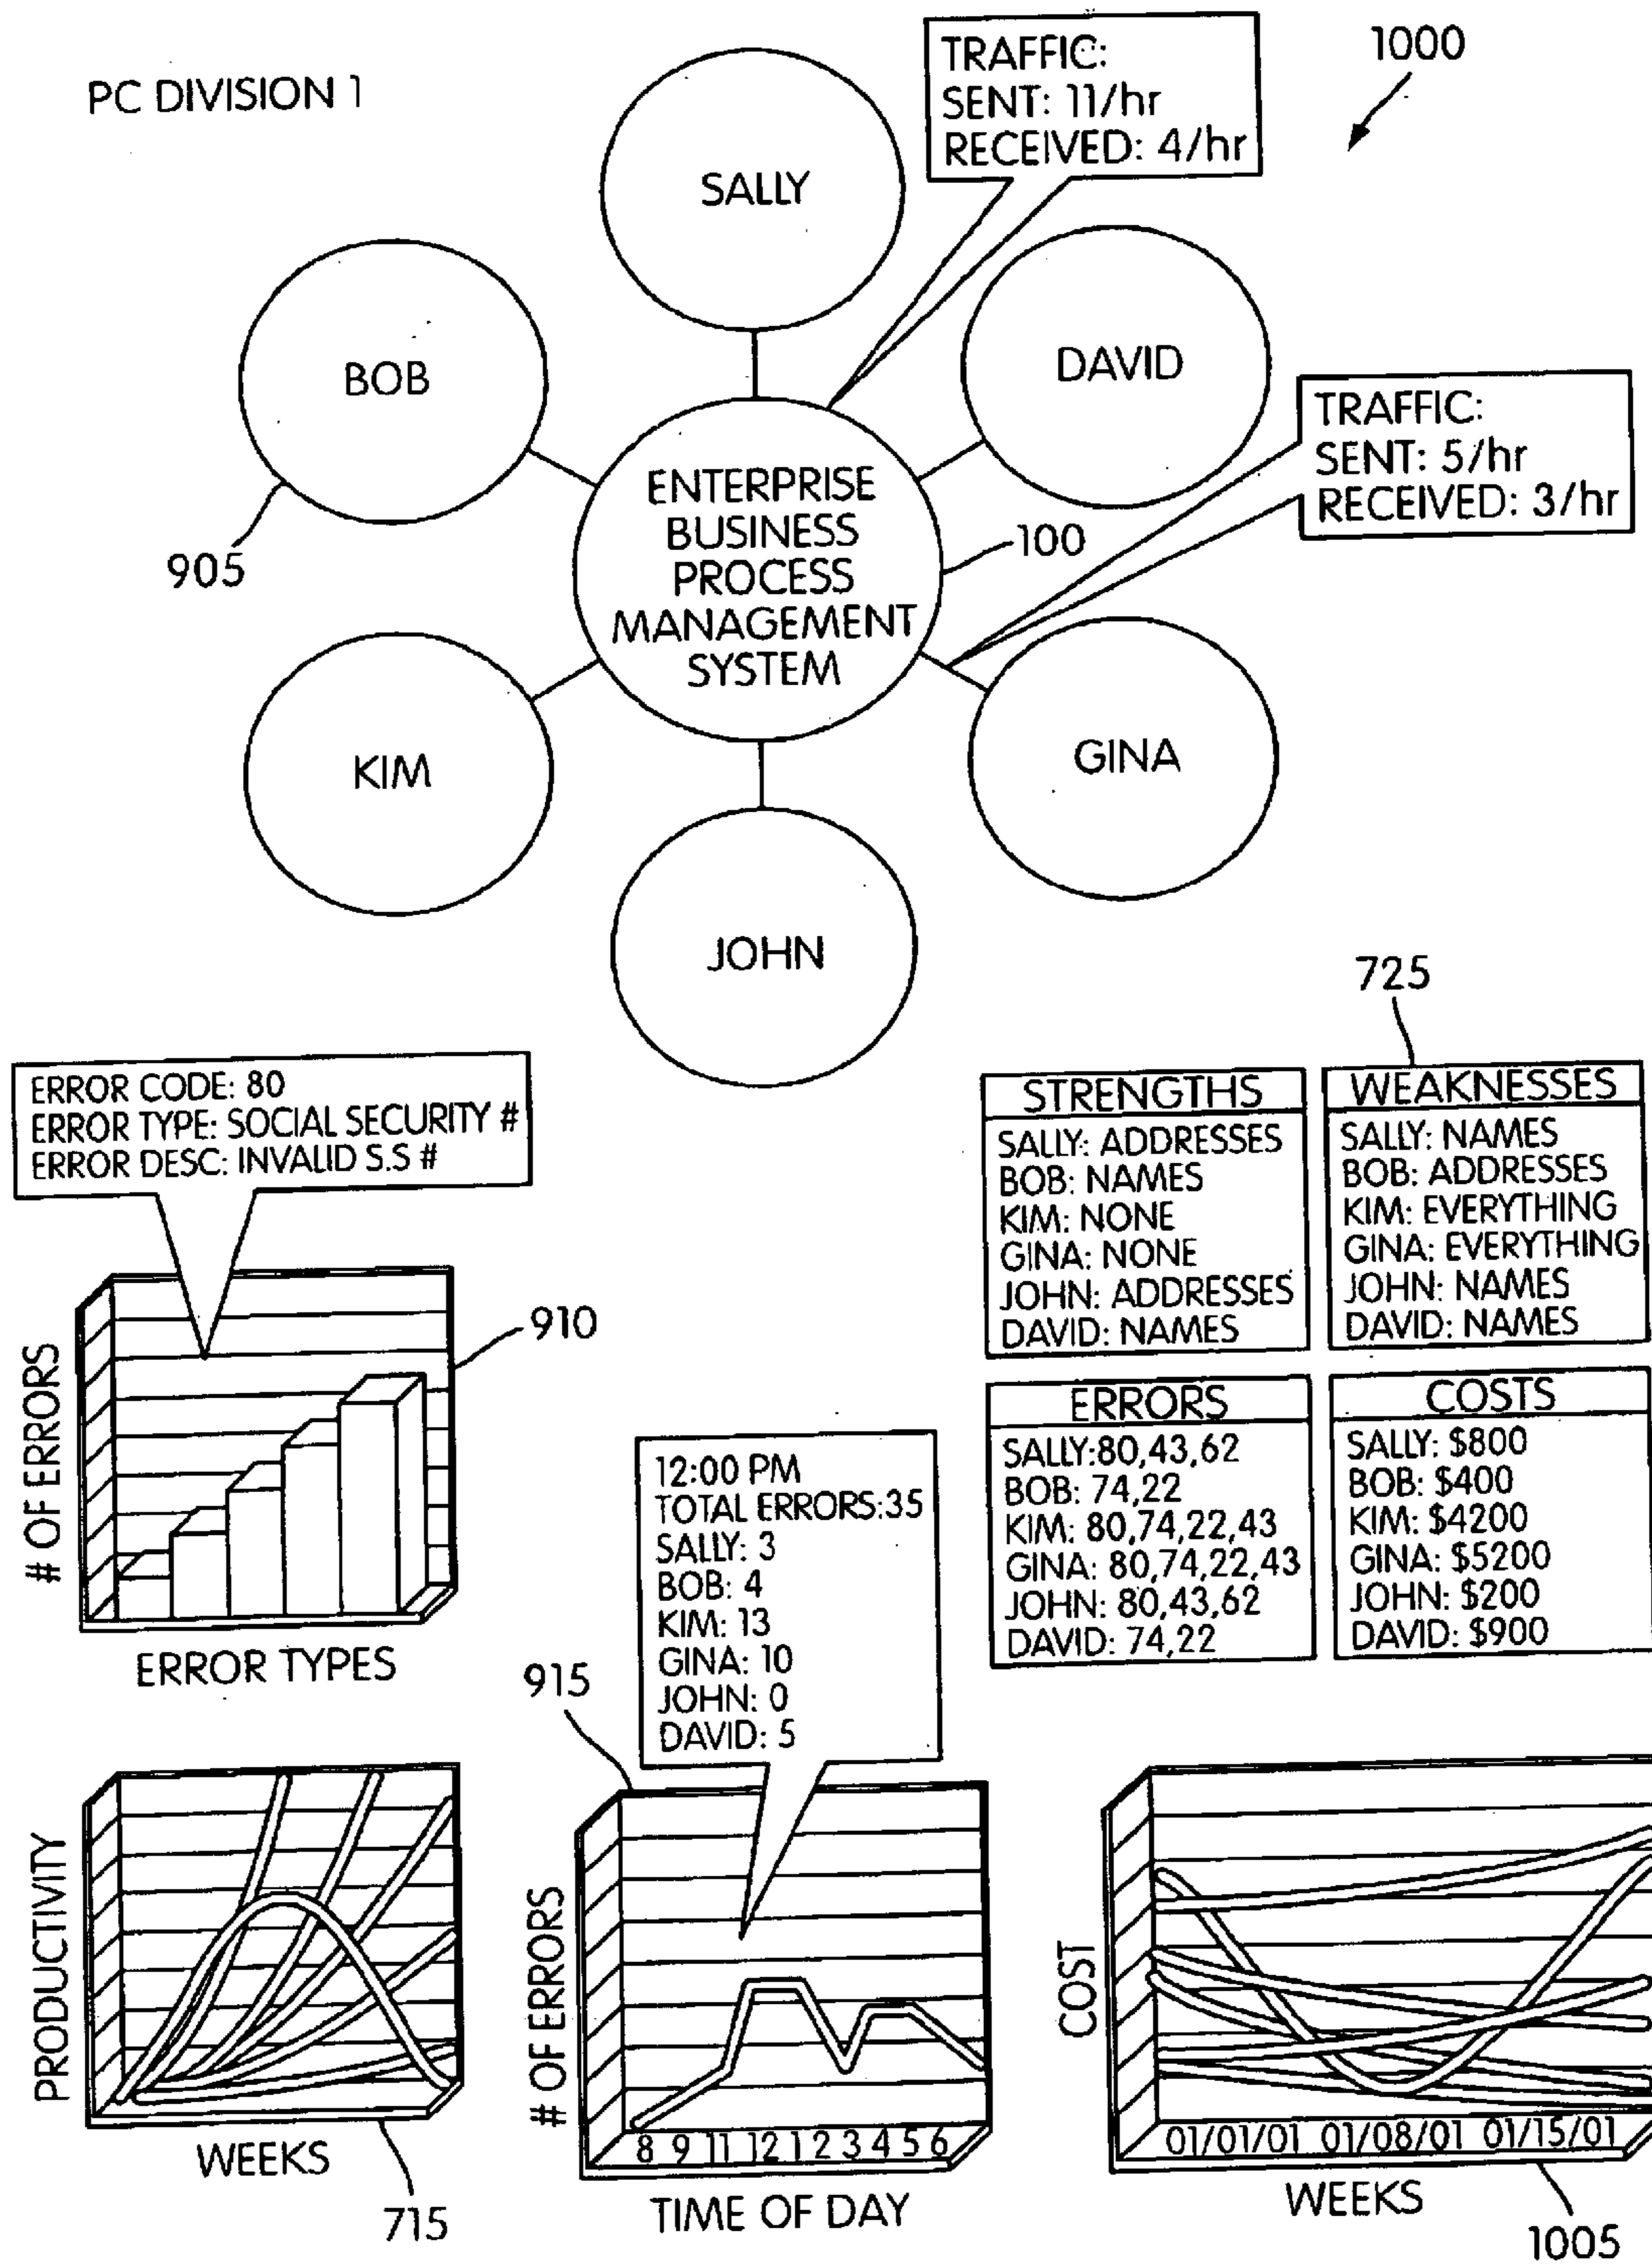 PC DIVISION 1
TRAFFIC:
SENT: 11/hr
RECEIVED: 4/hr
1000
SALLY
BOB
DAVID
TRAFFIC:
SENT: 5/hr
RECEIVED: 3/hr
905
ENTERPRISE
BUSINESS
PROCESS
MANAGEMENT
SYSTEM
100
KIM
GINA
JOHN
725
ERROR CODE: 80
ERROR TYPE: SOCIAL SECURITY #
ERROR DESC: INVALID S.S #
910
# OF ERRORS
ERROR TYPES
STRENGTHS
SALLY: ADDRESSES
BOB: NAMES
KIM: NONE
GINA: NONE
JOHN: ADDRESSES
DAVID: NAMES
WEAKNESSES
SALLY: NAMES
BOB: ADDRESSES
KIM: EVERYTHING
GINA: EVERYTHING
JOHN: NAMES
DAVID: NAMES
ERRORS
SALLY:80,43,62
BOB: 74,22
KIM: 80,74,22,43
GINA: 80,74,22,43
JOHN: 80,43,62
DAVID: 74,22
COSTS
SALLY: $800
BOB: $400
KIM: $4200
GINA: $5200
JOHN: $200
DAVID: $900
12:00 PM
TOTAL ERRORS:35
SALLY: 3
BOB: 4
KIM: 13
GINA: 10
JOHN: 0
DAVID: 5
915
PRODUCTIVITY
WEEKS
715
# OF ERRORS
8 9 11 12 1 2 3 4 5 6
TIME OF DAY
COST
01/01/01 01/08/01 01/15/01
WEEKS
1005